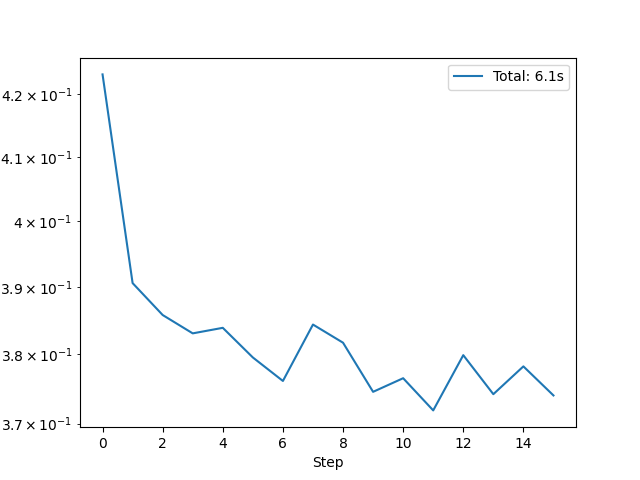 Total: 6.1s
4.2 × 10⁻¹
4.1 × 10⁻¹
4 × 10⁻¹
3.9 × 10⁻¹
3.8 × 10⁻¹
3.7 × 10⁻¹
0 2 4 6 8 10 12 14
Step